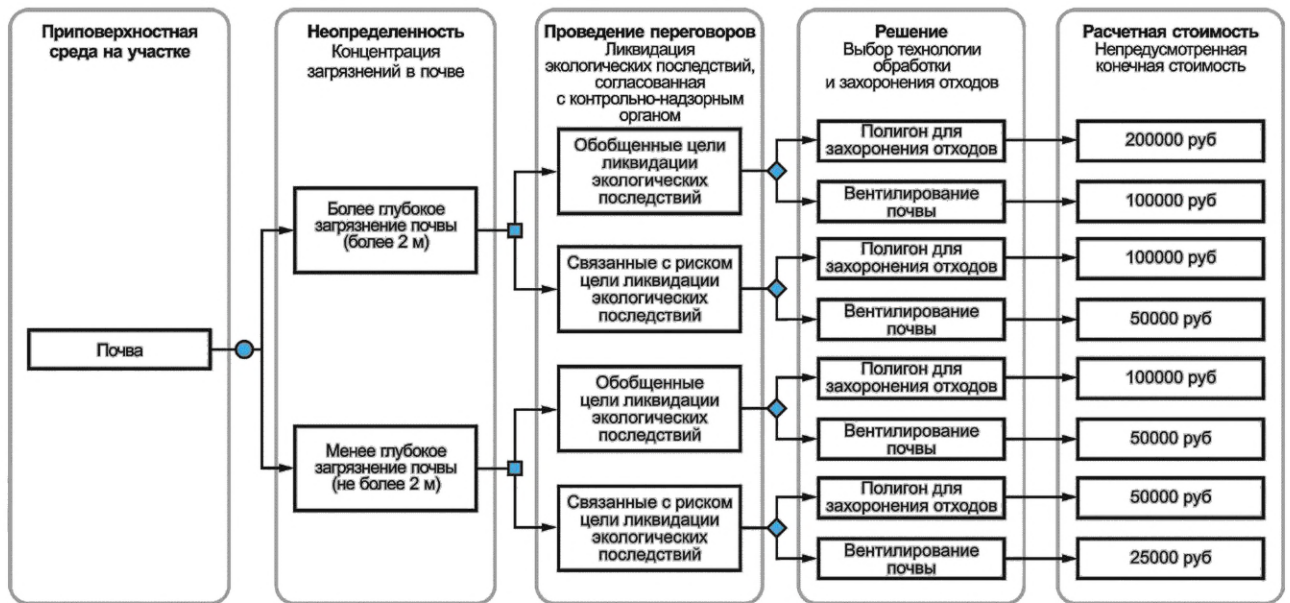 Приповерхностная
среда на участке
Неопределенность
Концентрация
загрязнений в почве
Проведение переговоров
Ликвидация
экологических последствий,
согласованная
с контрольно-надзорным
органом
Решение
Выбор технологии
обработки
и захоронения отходов
Расчетная стоимость
Непредусмотренная
конечная стоимость
Почва
Более глубокое
загрязнение почвы
(более 2 м)
Менее глубокое
загрязнение почвы
(не более 2 м)
Обобщенные цели
ликвидации
экологических
последствий
Связанные с риском
цели ликвидации
экологических
последствий
Обобщенные
цели ликвидации
экологических
последствий
Связанные с риском
цели ликвидации
экологических
последствий
Полигон для
захоронения отходов
Вентилирование
почвы
Полигон для
захоронения отходов
Вентилирование
почвы
Полигон для
захоронения отходов
Вентилирование
почвы
Полигон для
захоронения отходов
Вентилирование
почвы
200000 руб
100000 руб
100000 руб
50000 руб
100000 руб
50000 руб
50000 руб
25000 руб